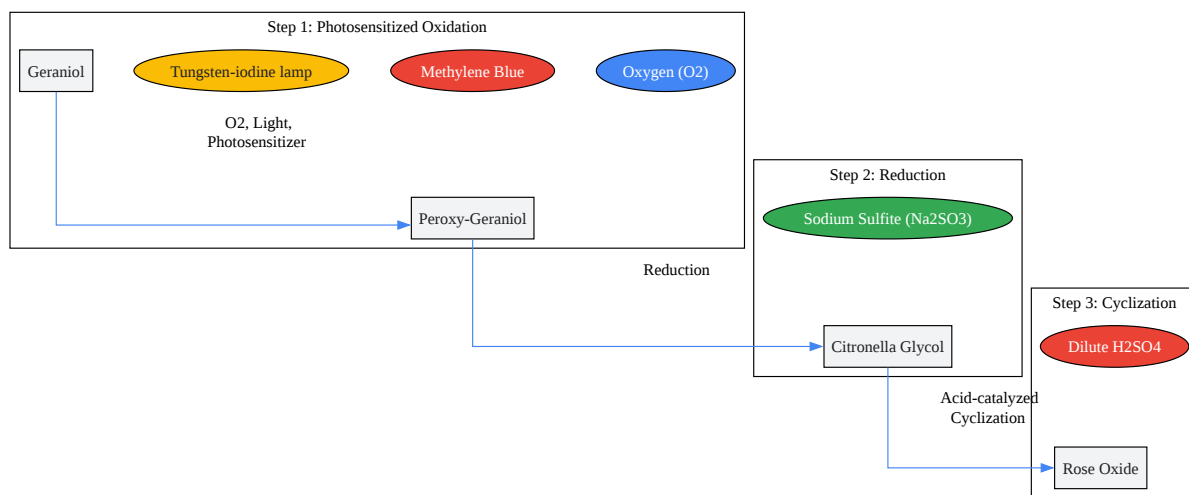 Step 1: Photosensitized Oxidation
Geraniol
Tungsten-iodine lamp
Methylene Blue
Oxygen (O2)
O2, Light,
Photosensitizer
Peroxy-Geraniol
Step 2: Reduction
Sodium Sulfite (Na2SO3)
Reduction
Citronella Glycol
Step 3: Cyclization
Dilute H2SO4
Acid-catalyzed
Cyclization
Rose Oxide